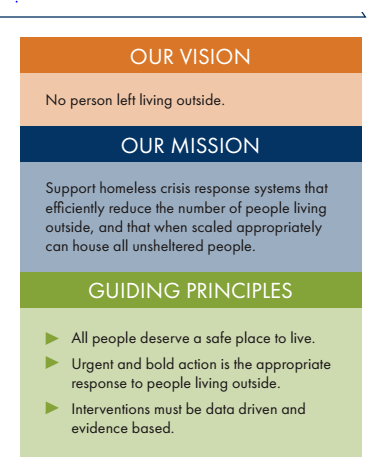 OUR VISION
No person left living outside.
OUR MISSION
Support homeless crisis response systems that
efficiently reduce the number of people living
outside, and that when scaled appropriately
can house all unsheltered people.
GUIDING PRINCIPLES
All people deserve a safe place to live.
Urgent and bold action is the appropriate
response to people living outside.
Interventions must be data driven and
evidence based.